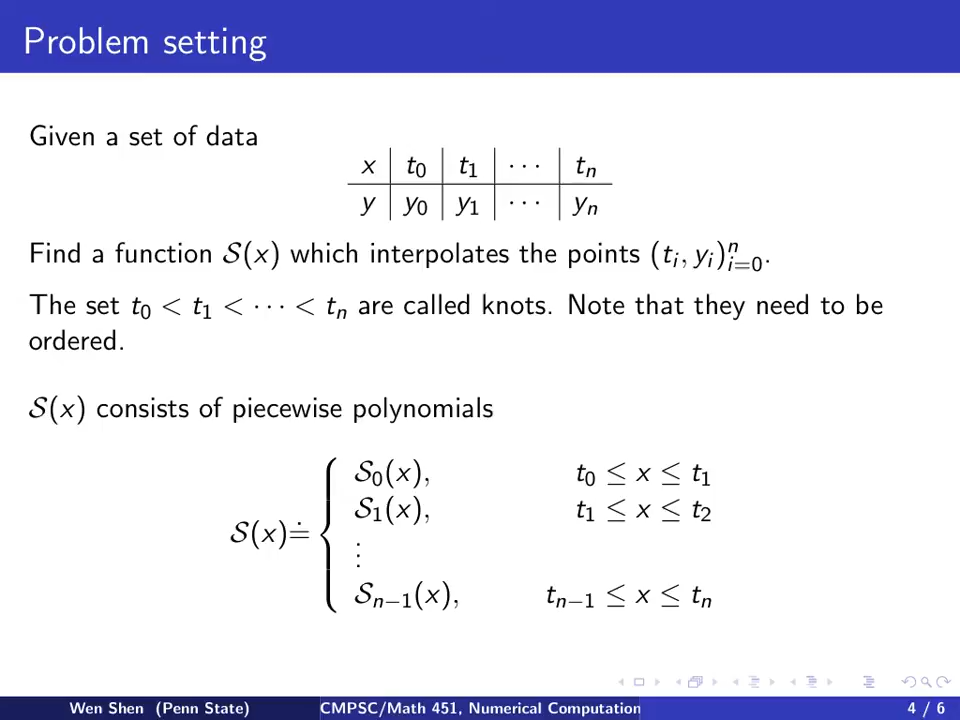 Problem setting
Given a set of data
x | t₀ | t₁ | ⋯ | tₙ
y | y₀ | y₁ | ⋯ | yₙ
Find a function 𝒮(x) which interpolates the points (tᵢ, yᵢ)ⁿᵢ₌₀.
The set t₀ < t₁ < ⋯ < tₙ are called knots. Note that they need to be
ordered.
𝒮(x) consists of piecewise polynomials
𝒮(x) ≐ { 𝒮₀(x), t₀ ≤ x ≤ t₁
𝒮₁(x), t₁ ≤ x ≤ t₂
⋮
𝒮ₙ₋₁(x), tₙ₋₁ ≤ x ≤ tₙ
Wen Shen (Penn State) CMPSC/Math 451, Numerical Computation 4 / 6